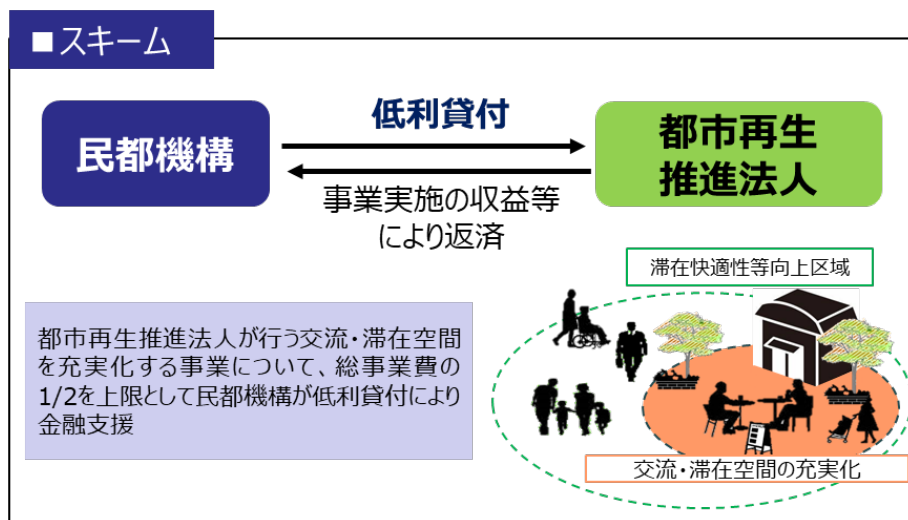 ■スキーム
民都機構
低利貸付
都市再生
推進法人
事業実施の収益等
により返済
滞在快適性等向上区域
都市再生推進法人が行う交流・滞在空間
を充実化する事業について、総事業費の
1/2を上限として民都機構が低利貸付により
金融支援
交流・滞在空間の充実化